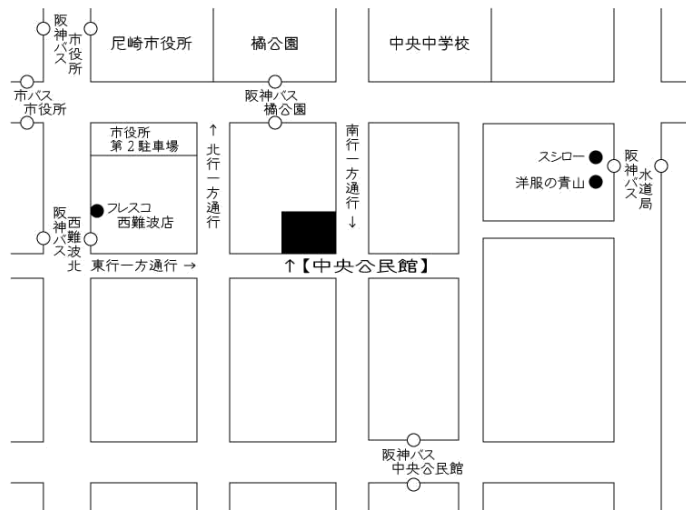 阪神バス
市役所
尼崎市役所
橘公園
中央中学校
市バス
市役所
阪神バス
橘公園
市役所
第2駐車場
↑北行一方通行
南行一方通行↓
スシロー
洋服の青山
阪神バス
水道局
フレスコ
西難波店
阪神バス
西難波北
東行一方通行→
↑【中央公民館】
阪神バス
中央公民館